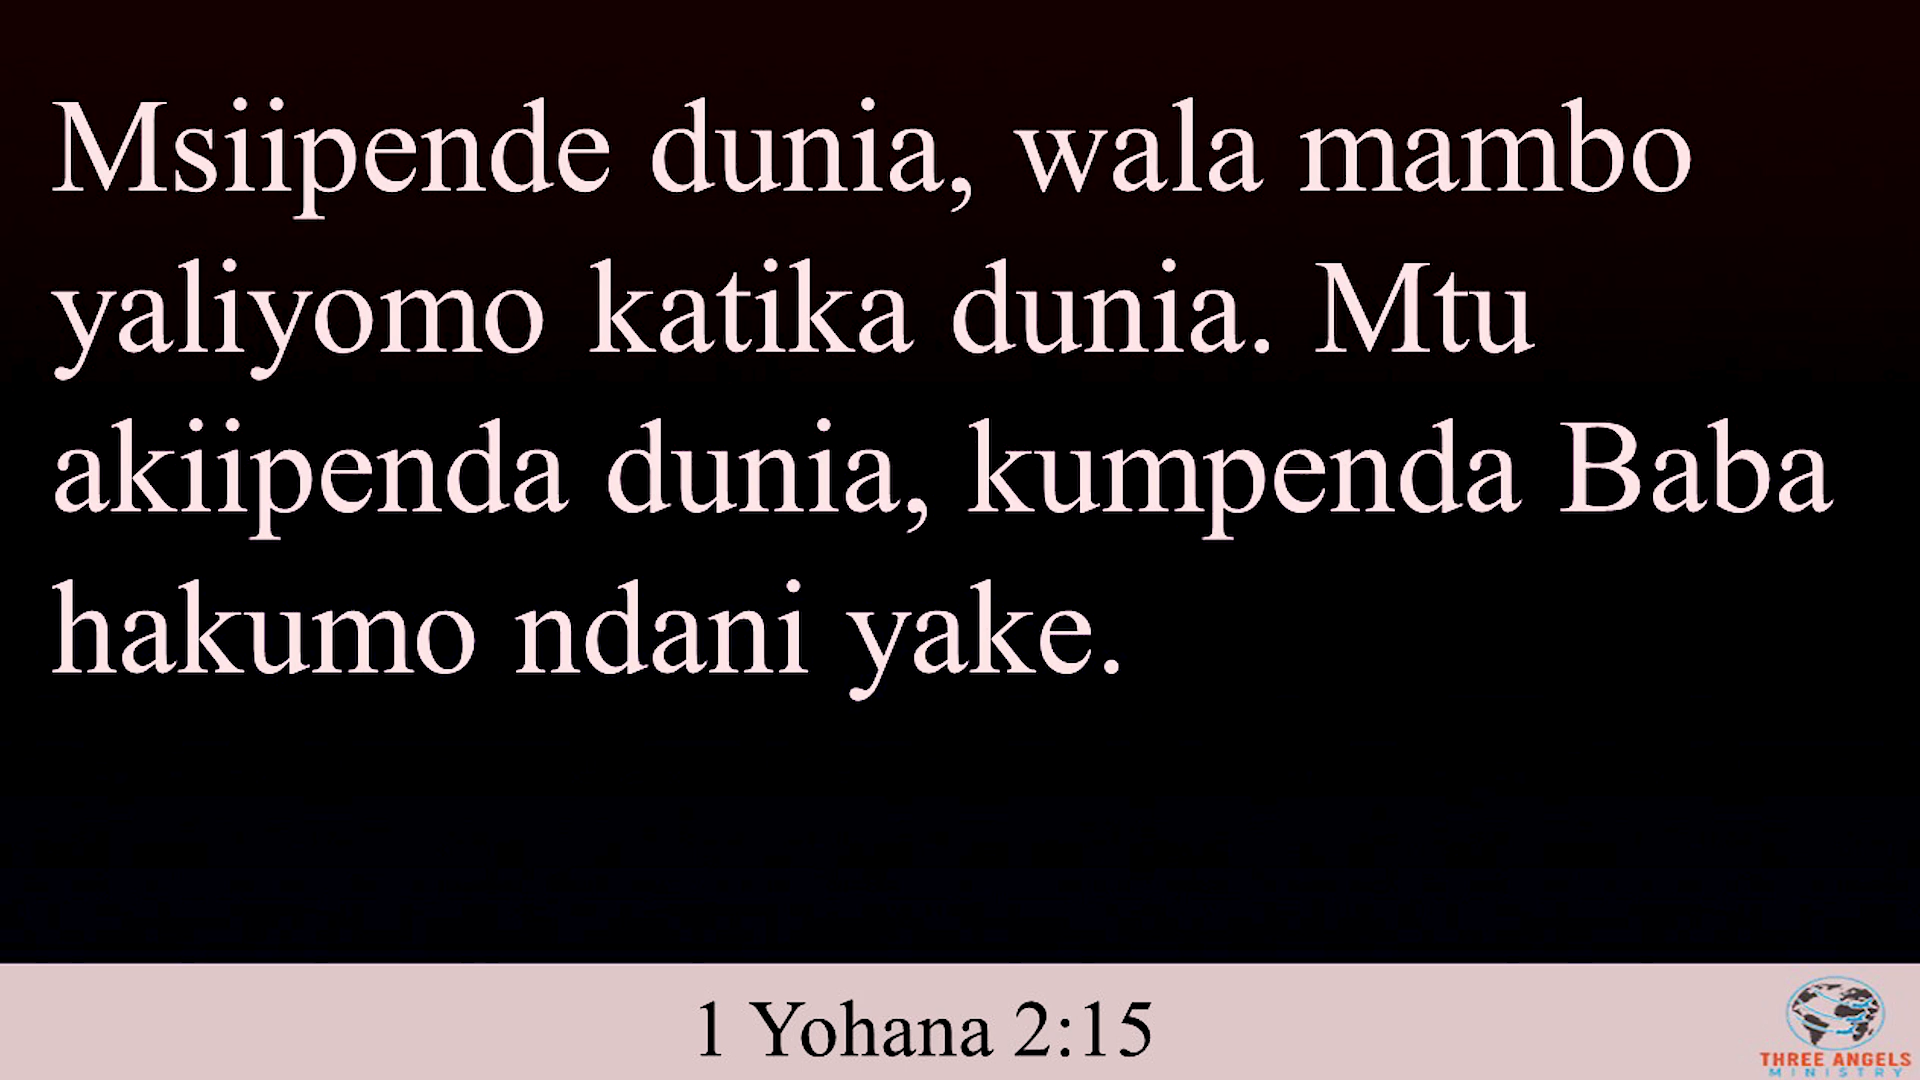 Msiipende dunia, wala mambo
yaliyomo katika dunia. Mtu
akiipenda dunia, kumpenda Baba
hakumo ndani yake.
1 Yohana 2:15
THREE ANGELS
MINISTRY